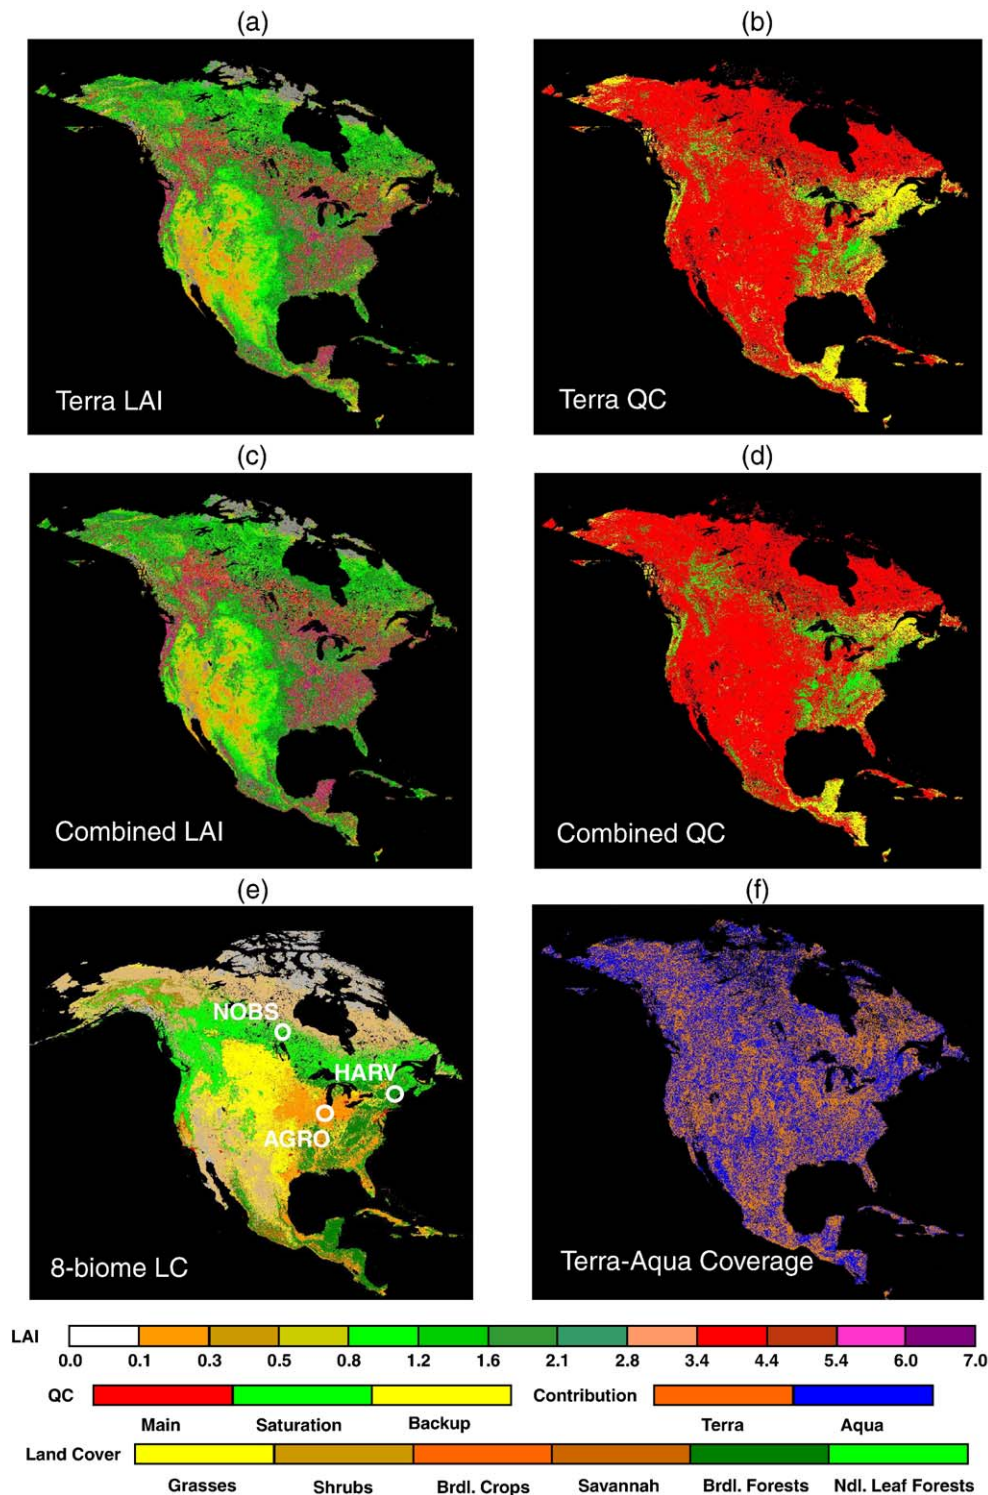 (a)
(b)
Terra LAI
Terra QC
(c)
(d)
Combined LAI
Combined QC
(e)
(f)
NOBS
HARV
AGRO
8-biome LC
Terra-Aqua Coverage
LAI
0.0 0.1 0.3 0.5 0.8 1.2 1.6 2.1 2.8 3.4 4.4 5.4 6.0 7.0
QC
Main Saturation Backup
Contribution
Terra Aqua
Land Cover
Grasses Shrubs Brdl. Crops Savannah Brdl. Forests Ndl. Leaf Forests